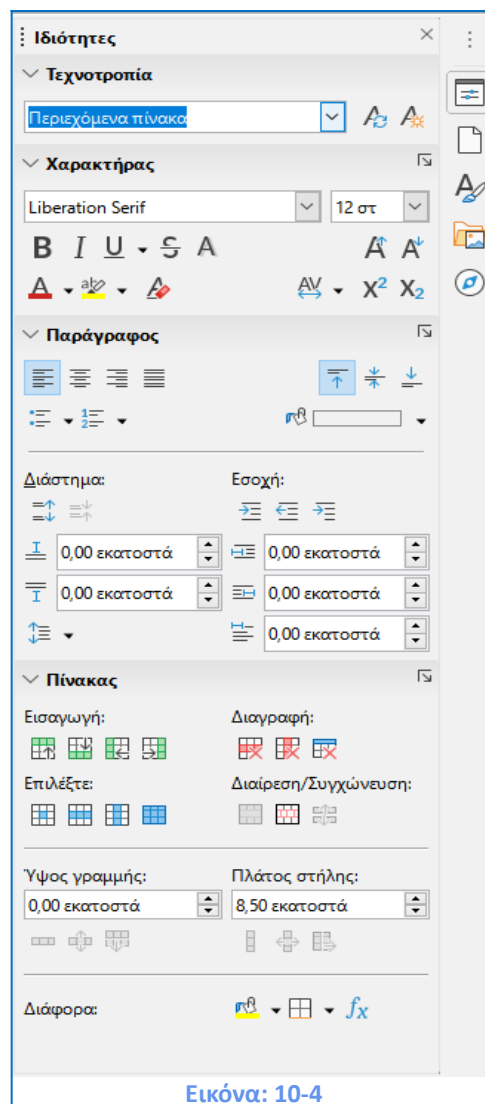 Ιδιότητες
Τεχνοτροπία
Περιεχόμενα πίνακα
Χαρακτήρας
Liberation Serif 12 στ
Παράγραφος
Διάστημα: Εσοχή:
0,00 εκατοστά 0,00 εκατοστά
0,00 εκατοστά 0,00 εκατοστά
0,00 εκατοστά
Πίνακας
Εισαγωγή: Διαγραφή:
Επιλέξτε: Διαίρεση/Συγχώνευση:
Ύψος γραμμής: Πλάτος στήλης:
0,00 εκατοστά 8,50 εκατοστά
Διάφορα:
Εικόνα: 10-4